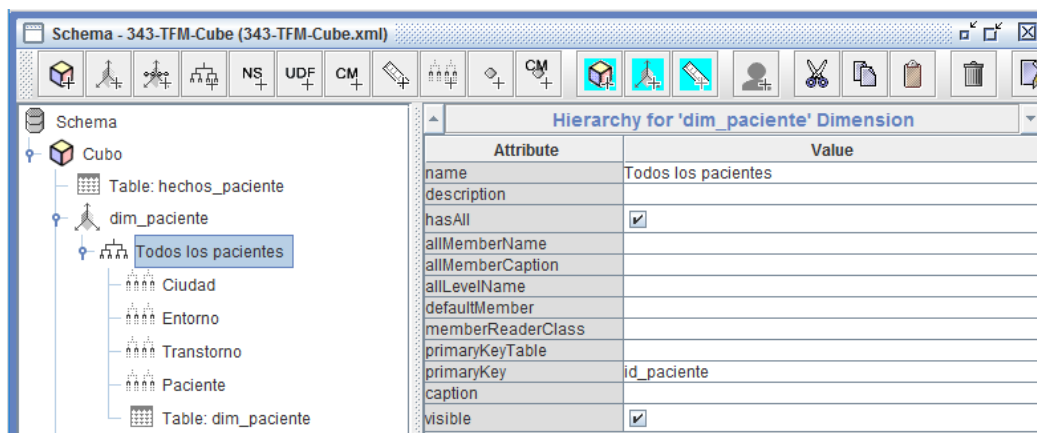 Schema - 343-TFM-Cube (343-TFM-Cube.xml)
NS UDF CM CM
Schema
Cubo
Table: hechos_paciente
dim_paciente
Todos los pacientes
Ciudad
Entorno
Transtorno
Paciente
Table: dim_paciente
Hierarchy for 'dim_paciente' Dimension
Attribute Value
name Todos los pacientes
description
hasAll
allMemberName
allMemberCaption
allLevelName
defaultMember
memberReaderClass
primaryKeyTable
primaryKey id_paciente
caption
visible